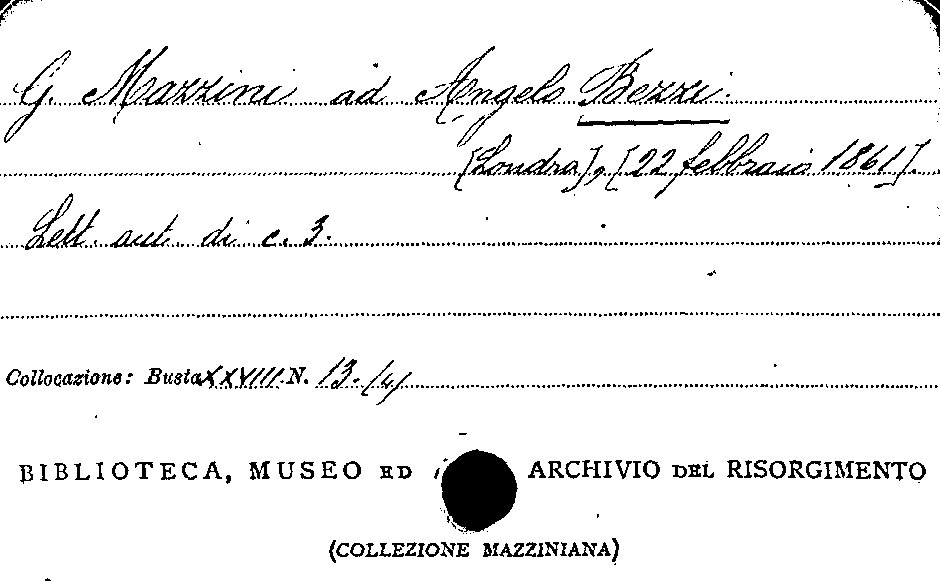 G. Mazzini ad Angelo Bezzi.
[Londra], [22 febbraio 1861].
Lett. aut. di c. 3.
Collocazione: Busta XXVIIII N. 13. /4/
BIBLIOTECA, MUSEO ED ARCHIVIO DEL RISORGIMENTO
(COLLEZIONE MAZZINIANA)